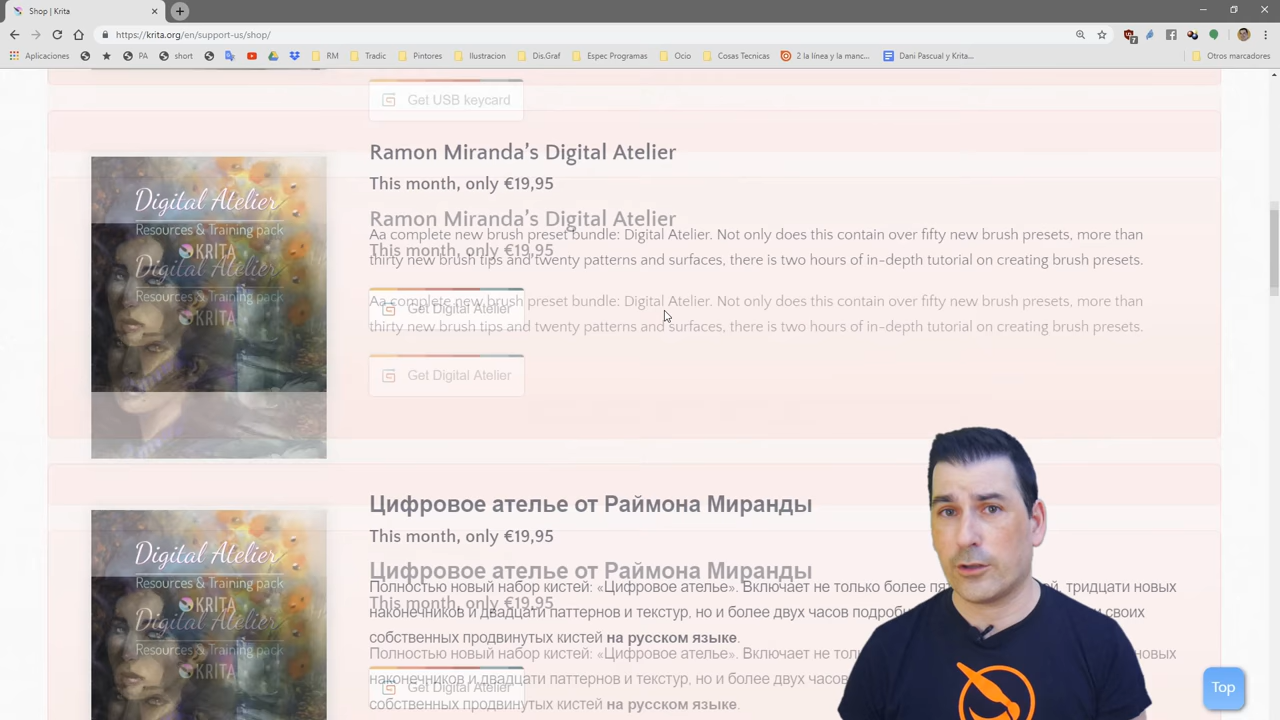 Shop | Krita
https://krita.org/en/support-us/shop/
Aplicaciones
PA
short
RM
Tradic
Pintores
Ilustracion
Dis.Graf
Espec Programas
Ocio
Cosas Tecnicas
2 la línea y la manc...
Dani Pascual y Krita...
Otros marcadores
7
Get USB keycard
Ramon Miranda’s Digital Atelier
This month, only €19,95
Ramon Miranda’s Digital Atelier
Aa complete new brush preset bundle: Digital Atelier. Not only does this contain over fifty new brush presets, more than
This month, only €19,95
thirty new brush tips and twenty patterns and surfaces, there is two hours of in-depth tutorial on creating brush presets.
Aa complete new brush preset bundle: Digital Atelier. Not only does this contain over fifty new brush presets, more than
Get Digital Atelier
thirty new brush tips and twenty patterns and surfaces, there is two hours of in-depth tutorial on creating brush presets.
Get Digital Atelier
Digital Atelier
Resources & Training pack
KRITA
Digital Atelier
Resources & Training pack
KRITA
Цифровое ателье от Раймона Миранды
This month, only €19,95
Цифровое ателье от Раймона Миранды
Полностью новый набор кистей: «Цифровое ателье». Включает не только более тридцати новых
This month, only €19,95
наконечников и двадцати паттернов и текстур, но и более двух часов своих
собственных продвинутых кистей на русском языке.
Полностью новый набор кистей: «Цифровое ателье». Включает не новых
наконечников и двадцати паттернов и текстур, но и более двух
Get Digital Atelier
собственных продвинутых кистей на русском языке.
Digital Atelier
Resources & Training pack
KRITA
Digital Atelier
Resources & Training pack
KRITA
Top